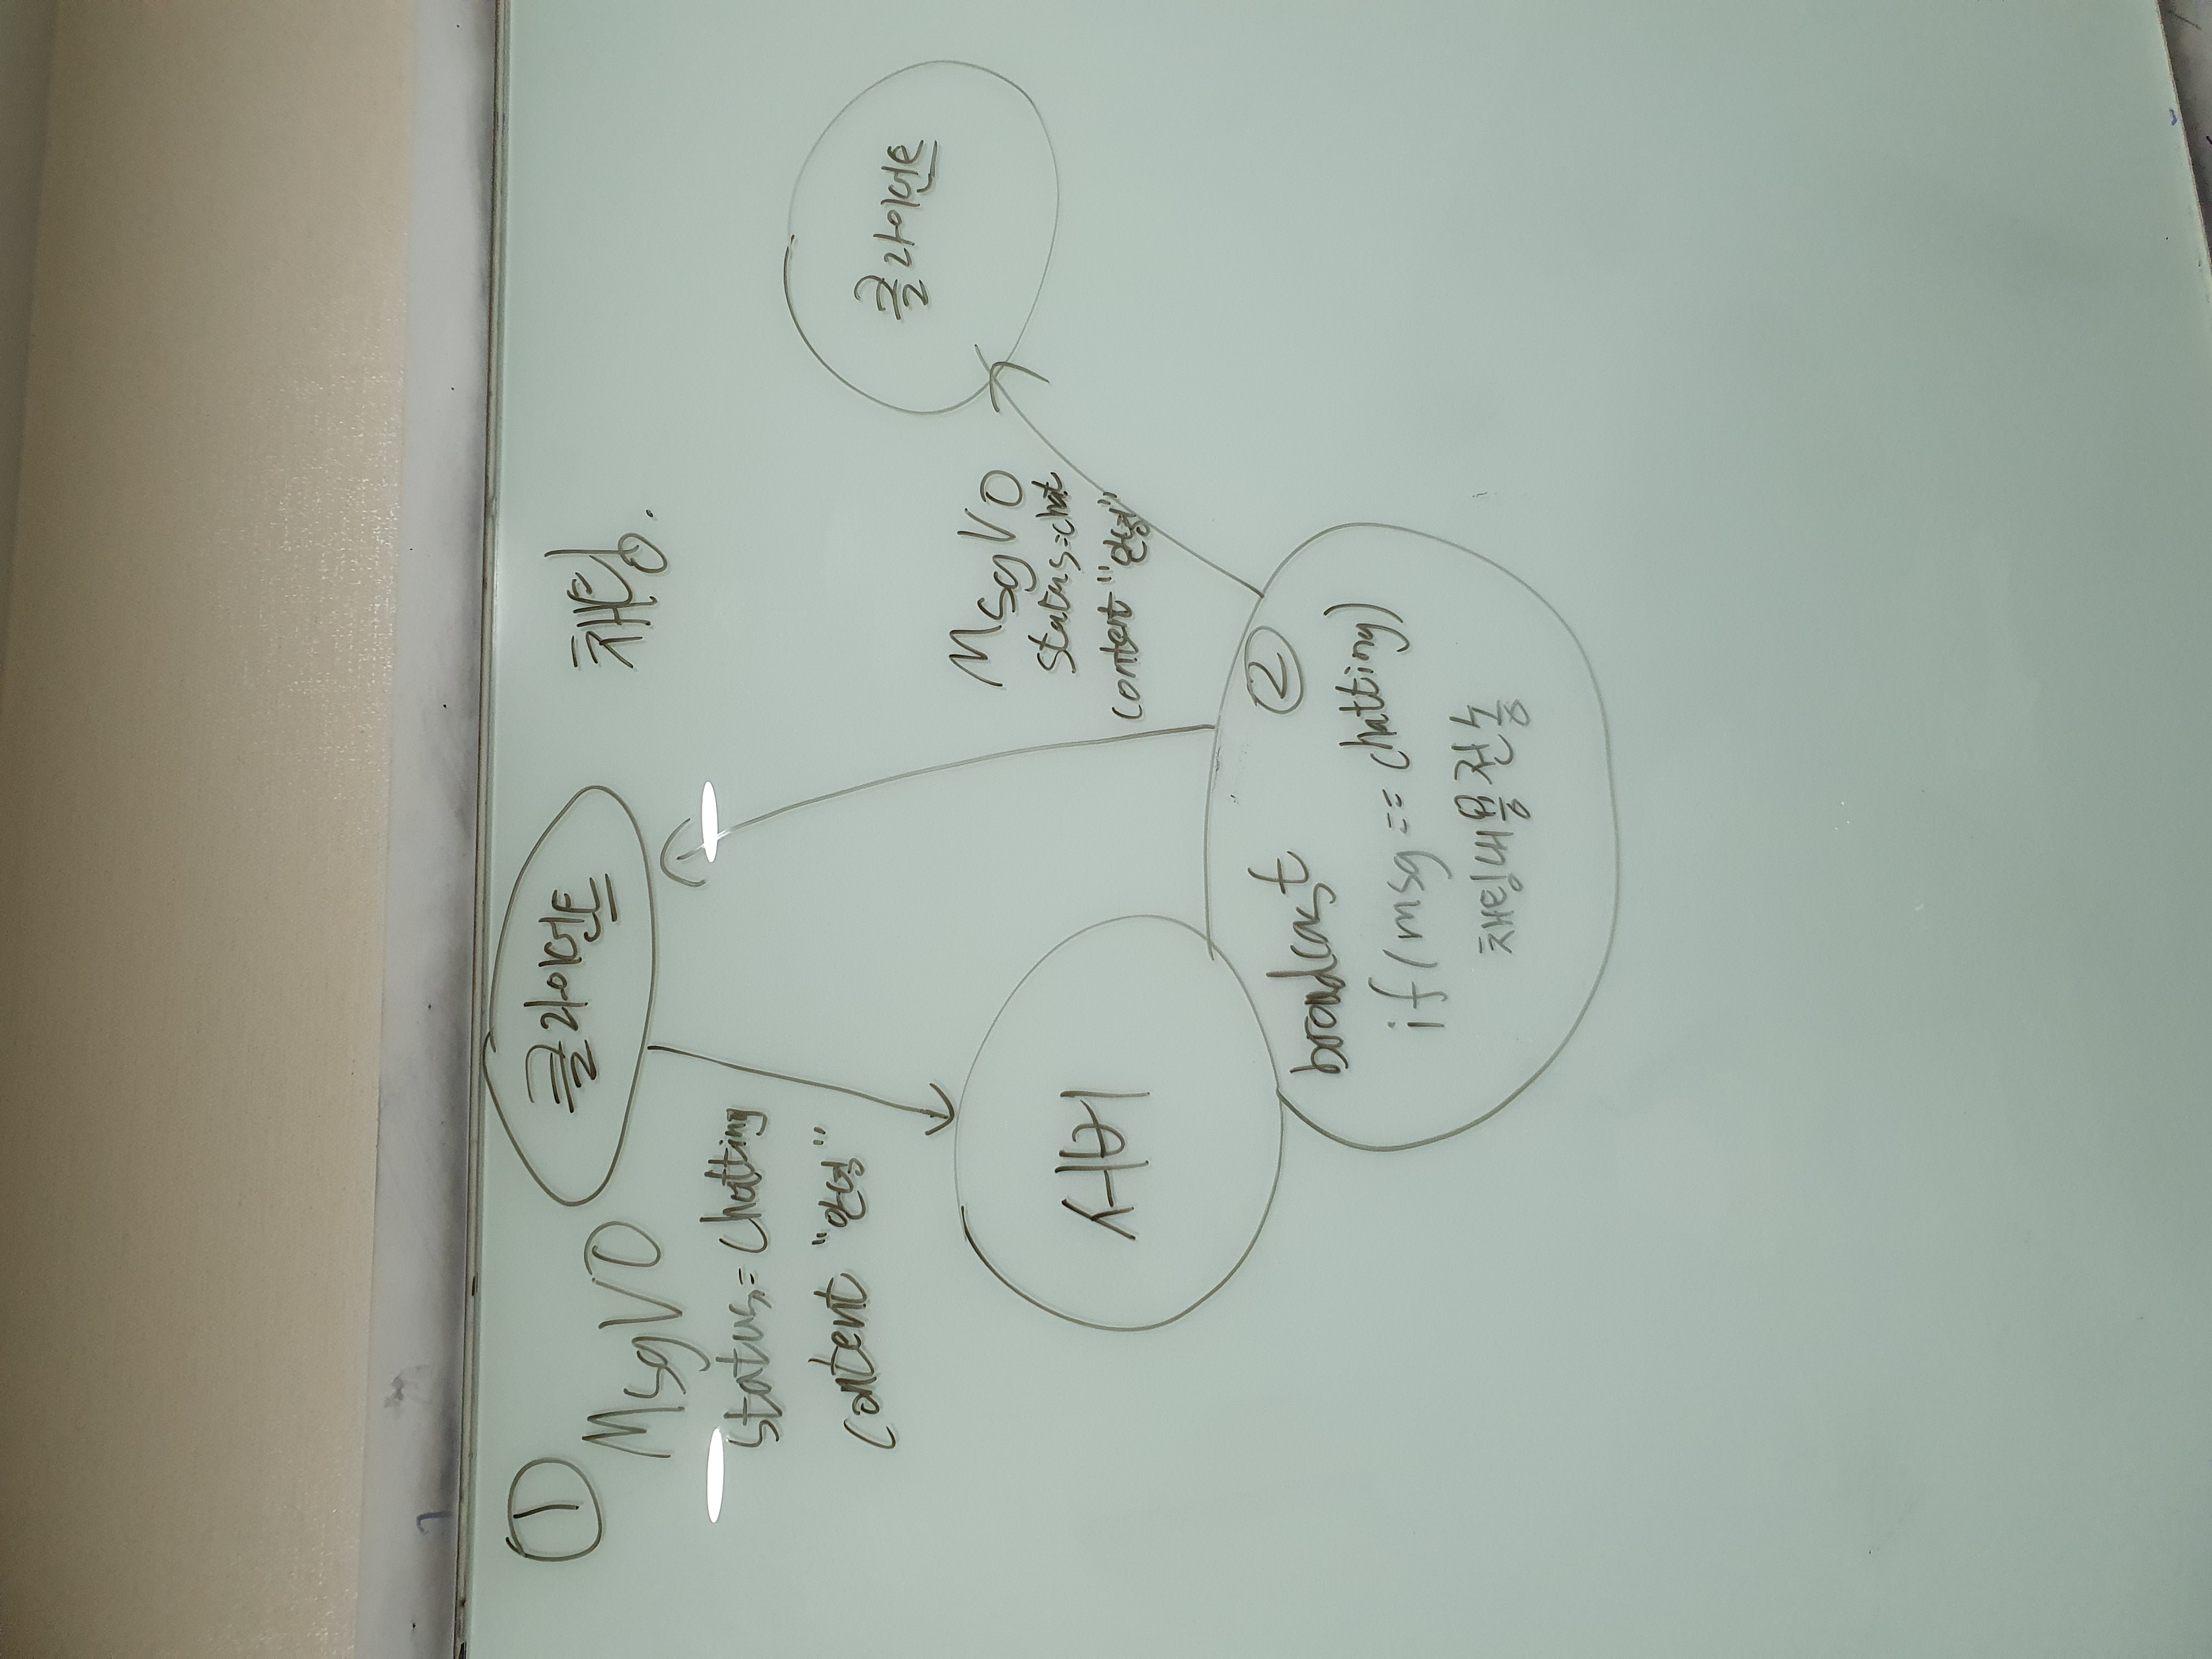 ①
클라이언트
채팅.
MsgVO
status=chatting
content "안녕"
클라이언트
MsgVO
status=chat
content "안녕"
서버
broadcast
②
if(msg == chatting)
채팅내용전송